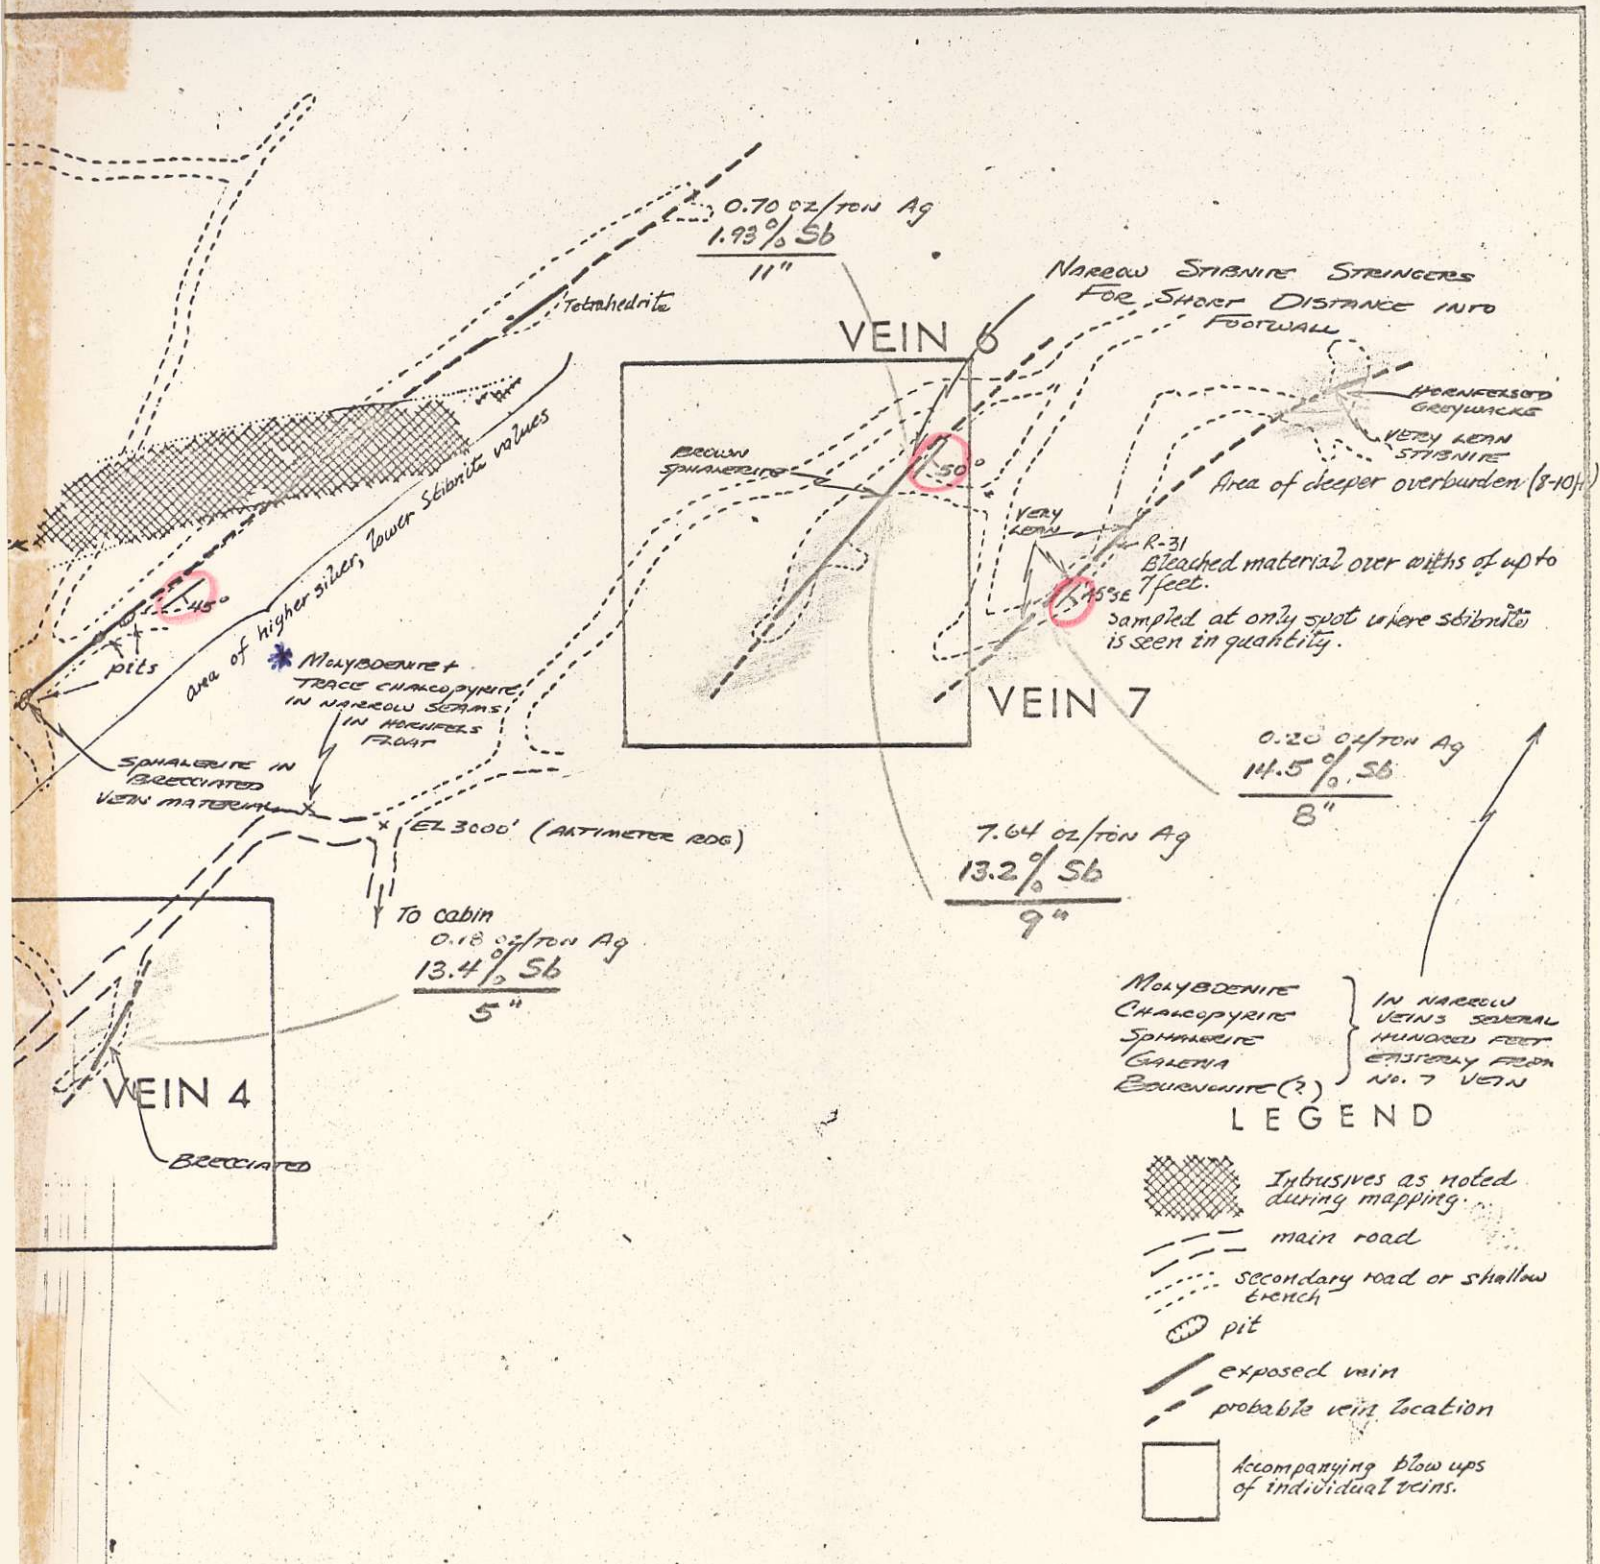 0.70 oz/TON Ag
1.93% Sb
11"
Tetrahedrite
NARROW STIBNITE STRINGERS
FOR SHORT DISTANCE INTO
FOOTWALL
VEIN 6
HORNFELSED
GREYWACKE
VERY LEAN
STIBNITE
Area of deeper overburden (8-10ft)
BROWN
SPHALERITE
50°
VERY
LEAN
R-31
Bleached material over widths of up to
7 feet.
45°SE
Sampled at only spot where stibnite
is seen in quantity.
45°
pits
area of higher silver, lower Stibnite values
MOLYBDENITE +
TRACE CHALCOPYRITE
IN NARROW SEAMS
IN HORNFELS
FLOAT
SPHALERITE IN
BRECCIATED
VEIN MATERIAL
VEIN 7
0.20 oz/TON Ag
14.5% Sb
8"
EL 3000' (ALTIMETER RDG)
7.64 oz/TON Ag
13.2% Sb
9"
To cabin
0.18 oz/TON Ag
13.4% Sb
5"
VEIN 4
BRECCIATED
MOLYBDENITE
CHALCOPYRITE
SPHALERITE
GALENA
BOURNONITE (?)
IN NARROW
VEINS SEVERAL
HUNDRED FEET
EASTERLY FROM
NO. 7 VEIN
LEGEND
Intrusives as noted
during mapping.
main road
secondary road or shallow
trench
pit
exposed vein
probable vein location
Accompanying blow ups
of individual veins.